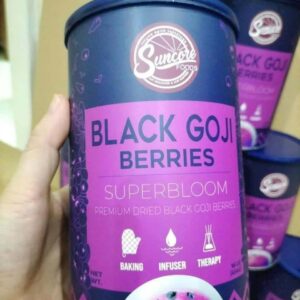 Suncore
FOODS
BLACK GOJI
BERRIES
SUPERBLOOM
PREMIUM DRIED BLACK GOJI BERRIES
BAKING INFUSER THERAPY